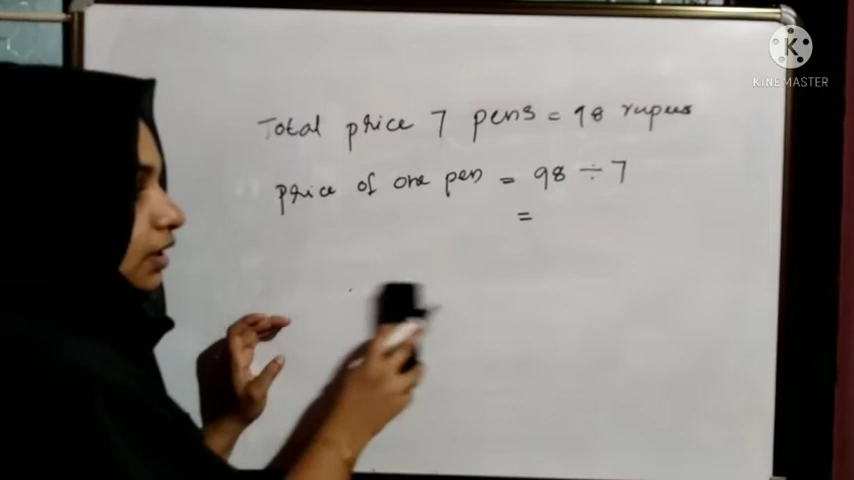 Total price 7 pens = 98 rupees
Price of one pen = 98 ÷ 7
=
K
KINEMASTER